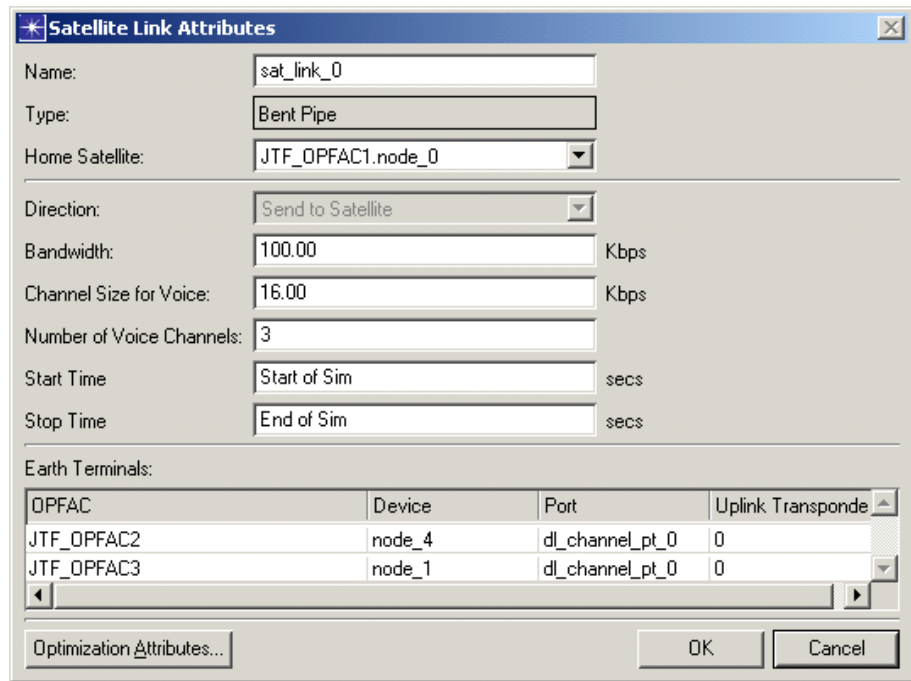 Satellite Link Attributes
Name: sat_link_0
Type: Bent Pipe
Home Satellite: JTF_OPFAC1.node_0
Direction: Send to Satellite
Bandwidth: 100.00 Kbps
Channel Size for Voice: 16.00 Kbps
Number of Voice Channels: 3
Start Time Start of Sim secs
Stop Time End of Sim secs
Earth Terminals:
OPFAC Device Port Uplink Transponde
JTF_OPFAC2 node_4 dl_channel_pt_0 0
JTF_OPFAC3 node_1 dl_channel_pt_0 0
Optimization Attributes... OK Cancel